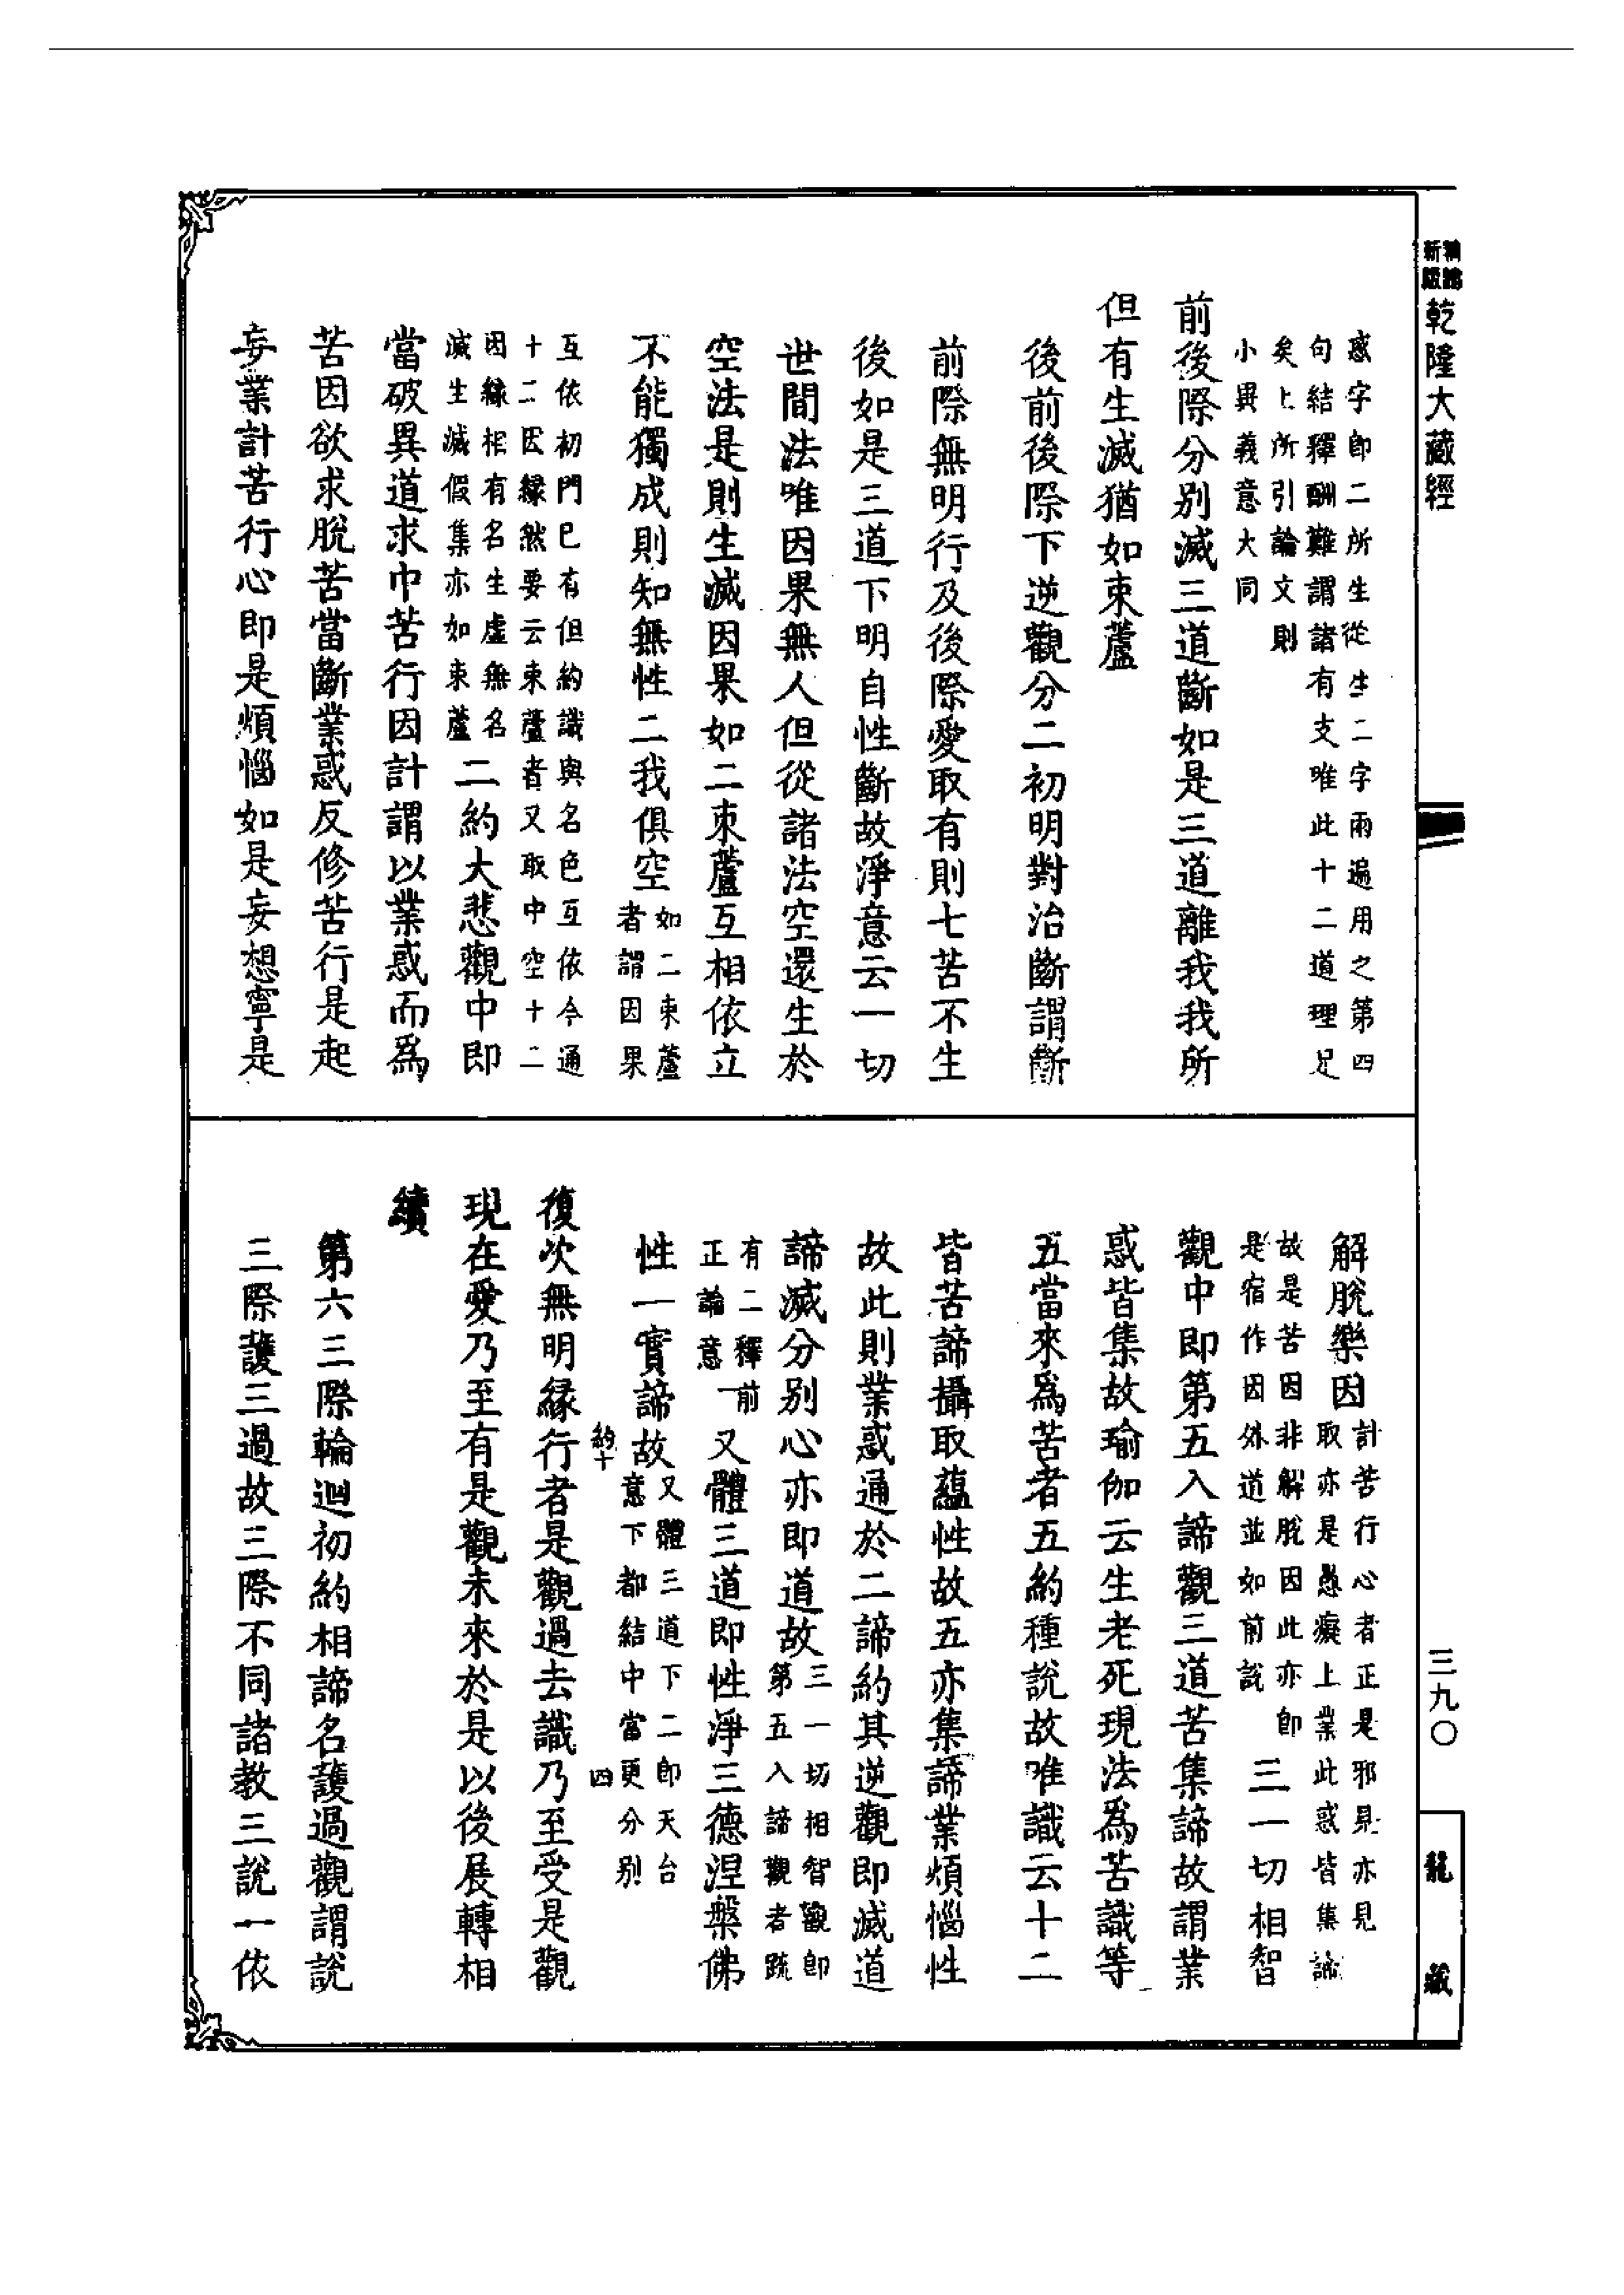 新編
縮版
乾隆大藏經
三九〇
龍藏
惑字即二所生從生二字兩遍用之第四
句結釋酬難謂諸有支唯此十二道理足
矣上所引論文則
小異義意大同
前後際分別滅三道斷如是三道離我我所
但有生滅猶如束蘆
後前後際下逆觀分二初明對治斷謂斷
前際無明行及後際愛取有則七苦不生
後如是三道下明自性斷故淨意云一切
世間法唯因果無人但從諸法空還生於
空法是則生滅因果如二束蘆互相依立
不能獨成則知無性二我俱空如二束蘆
者謂因果
互依初門已有但約識與名色互依今通
十二因緣然要云束蘆者又取中空十二
因緣相有名生虛無名
滅生滅假集亦如束蘆二約大悲觀中即
當破異道求中苦行因計謂以業惑而為
苦因欲求脫苦當斷業惑反修苦行是起
妄業計苦行心即是煩惱如是妄想寧是
解脫樂因計苦行心者正是邪見亦見
取亦是愚癡上業此惑皆集諦
故是苦因非解脫因此亦即
是宿作因外道並如前說三一切相智
觀中即第五入諦觀三道苦集諦故謂業
惑皆集故瑜伽云生老死現法為苦識等
五當來為苦者五約種說故唯識云十二
皆苦諦攝取蘊性故五亦集諦業煩惱性
故此則業惑通於二諦約其逆觀即滅道
諦滅分別心亦即道故三一切相智觀即
第五入諦觀者疏
有二釋一前
正論意又體三道即性淨三德涅槃佛
性一實諦故又體三道下二即天台
意下都結中當更分別
約十四
復次無明緣行者是觀過去識乃至受是觀
現在愛乃至有是觀未來於是以後展轉相
續
第六三際輪迴初約相諦名護過觀謂說
三際護三過故三際不同諸教三說一依